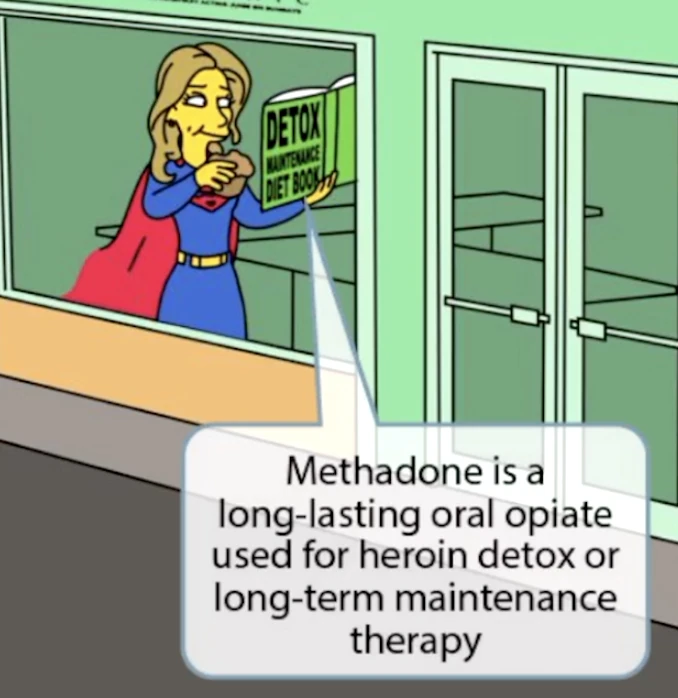 DETOX
MAINTENANCE
DIET BOOK
Methadone is a
long-lasting oral opiate
used for heroin detox or
long-term maintenance
therapy